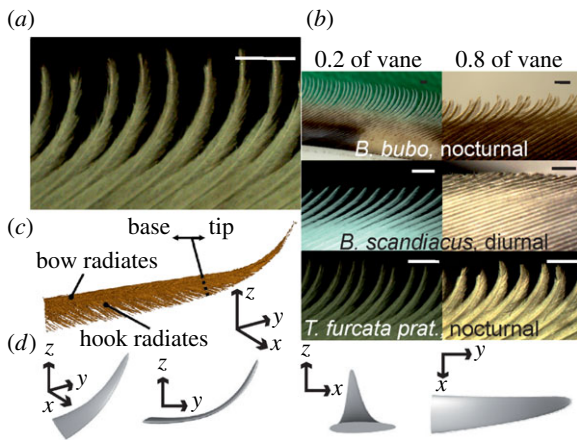 (a)
(b)
0.2 of vane 0.8 of vane
B. bubo, nocturnal
B. scandiacus, diurnal
T. furcata prat., nocturnal
(c)
base tip
bow radiates
hook radiates
z
y
x
(d)
z
y
x
z
y
z
x
y
x